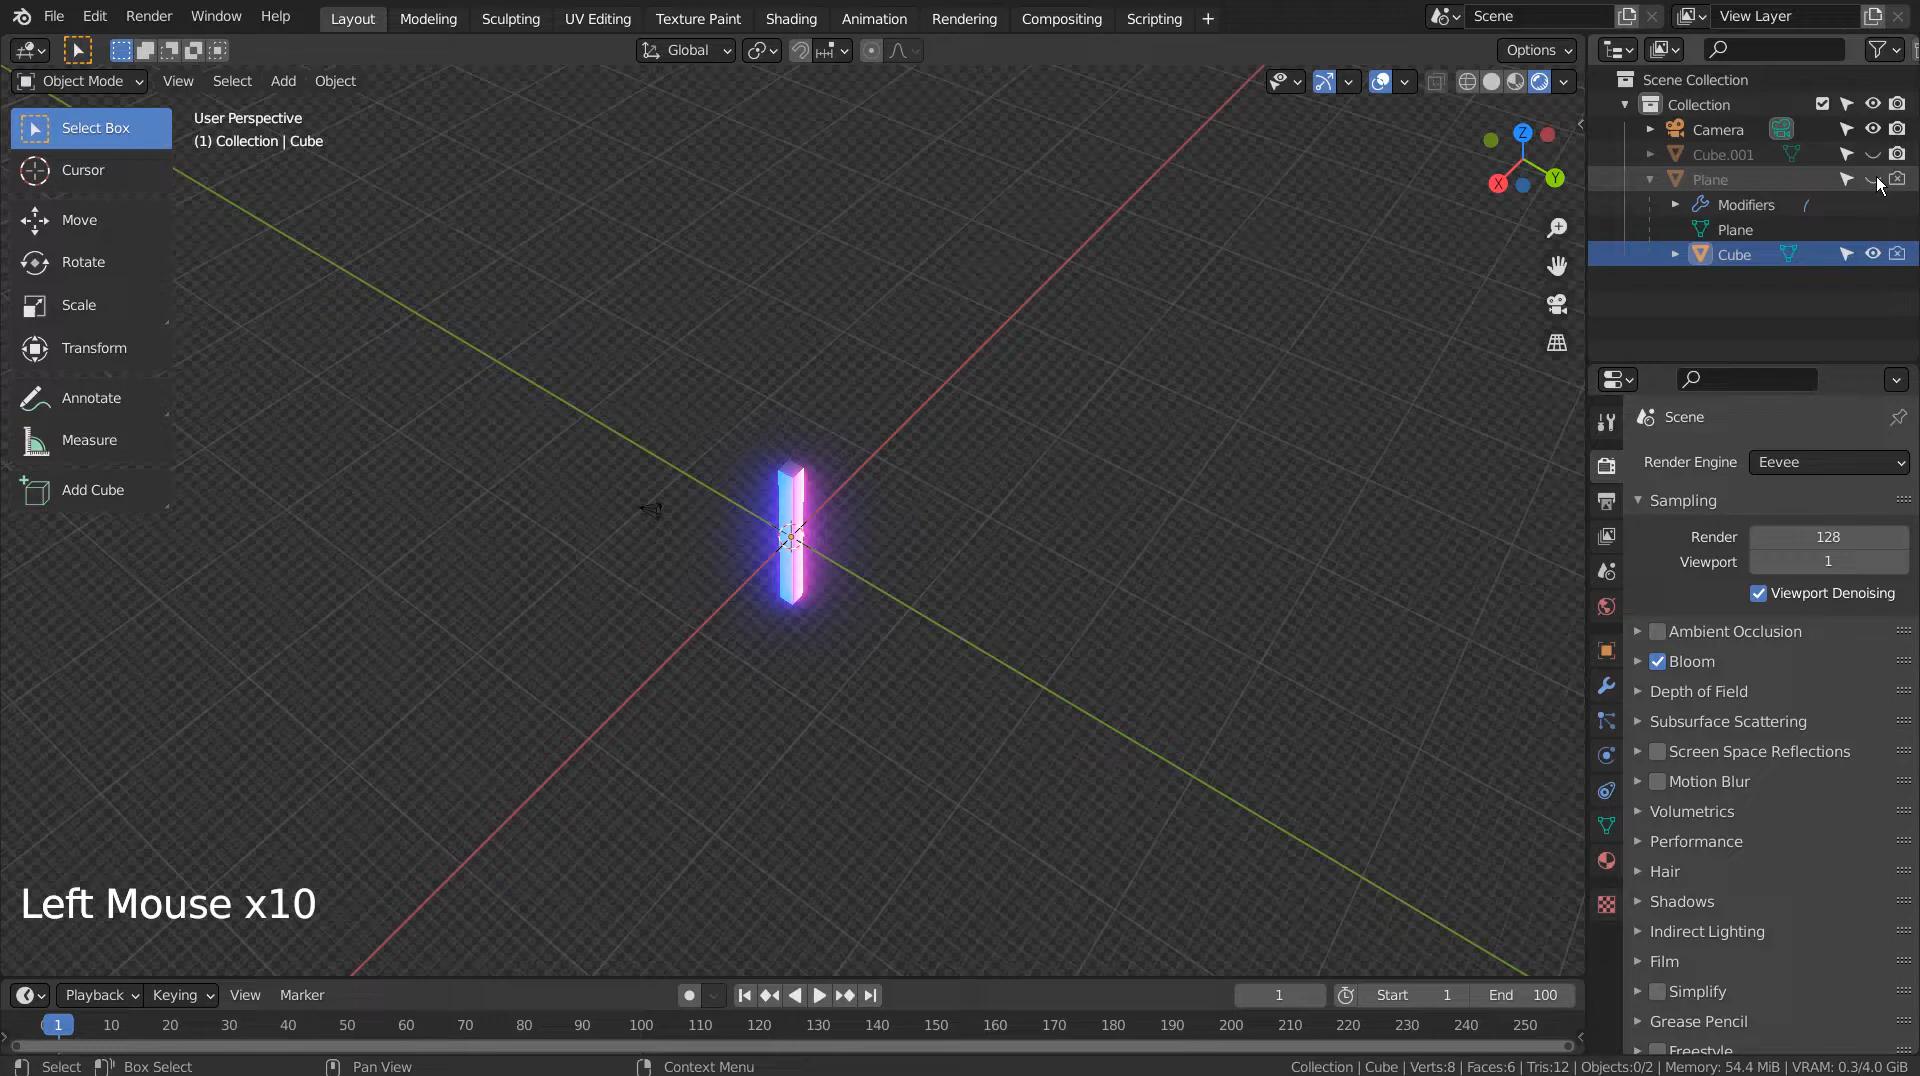 File Edit Render Window Help Layout Modeling Sculpting UV Editing Texture Paint Shading Animation Rendering Compositing Scripting + Scene View Layer
Global Options
Object Mode View Select Add Object
Select Box
Cursor
Move
Rotate
Scale
Transform
Annotate
Measure
Add Cube
User Perspective
(1) Collection | Cube
Z
Y
X
Left Mouse x10
Scene Collection
Collection
Camera
Cube.001
Plane
Modifiers
Plane
Cube
Scene
Render Engine Eevee
Sampling
Render 128
Viewport 1
Viewport Denoising
Ambient Occlusion
Bloom
Depth of Field
Subsurface Scattering
Screen Space Reflections
Motion Blur
Volumetrics
Performance
Hair
Shadows
Indirect Lighting
Film
Simplify
Grease Pencil
Freestyle
Playback Keying View Marker 1 Start 1 End 100
1 10 20 30 40 50 60 70 80 90 100 110 120 130 140 150 160 170 180 190 200 210 220 230 240 250
Select Box Select Pan View Context Menu Collection | Cube | Verts:8 | Faces:6 | Tris:12 | Objects:0/2 | Memory: 54.4 MiB | VRAM: 0.3/4.0 GiB